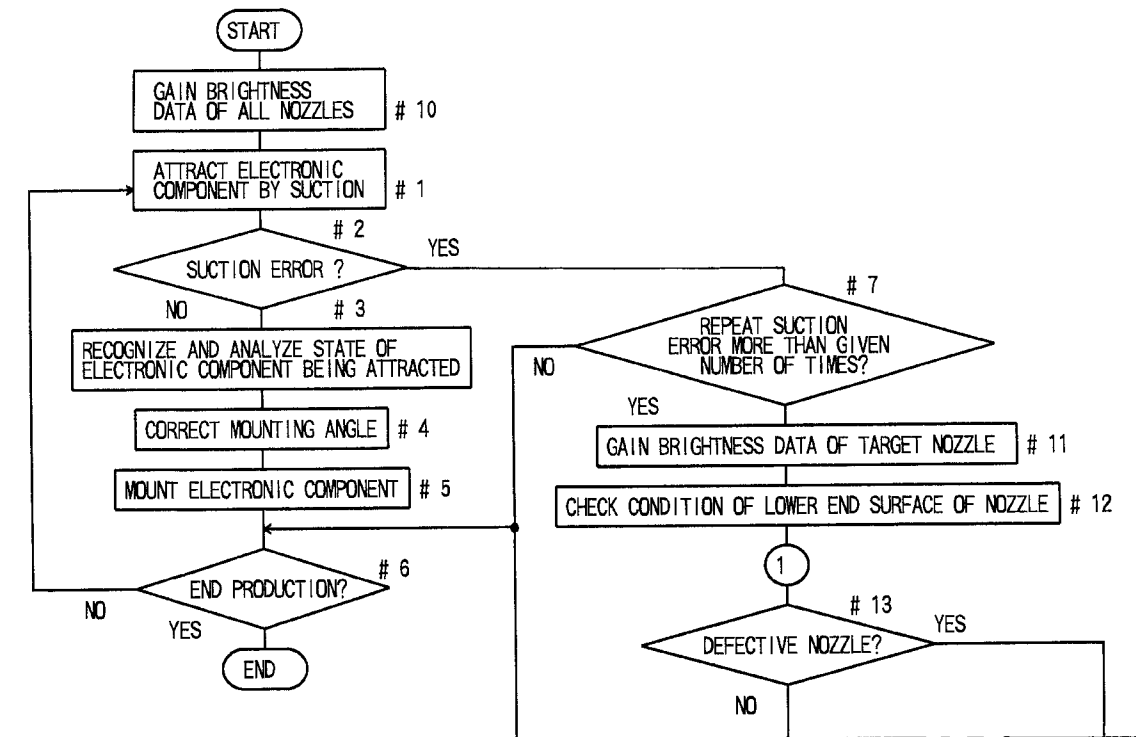 START
GAIN BRIGHTNESS
DATA OF ALL NOZZLES
# 10
ATTRACT ELECTRONIC
COMPONENT BY SUCTION
# 1
# 2
SUCTION ERROR ?
YES
NO
# 3
RECOGNIZE AND ANALYZE STATE OF
ELECTRONIC COMPONENT BEING ATTRACTED
CORRECT MOUNTING ANGLE
# 4
MOUNT ELECTRONIC COMPONENT
# 5
# 6
END PRODUCTION?
NO
YES
END
# 7
REPEAT SUCTION
ERROR MORE THAN GIVEN
NUMBER OF TIMES?
NO
YES
GAIN BRIGHTNESS DATA OF TARGET NOZZLE
# 11
CHECK CONDITION OF LOWER END SURFACE OF NOZZLE
# 12
1
# 13
DEFECTIVE NOZZLE?
YES
NO